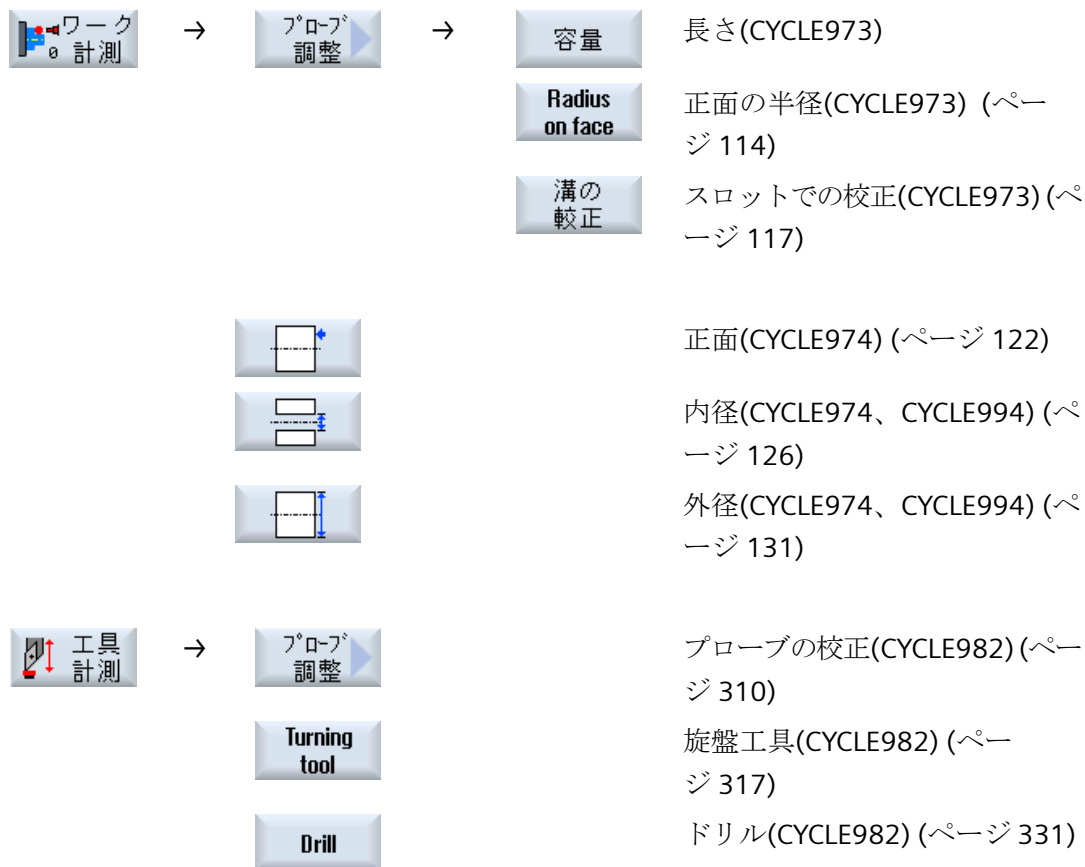 ワーク
0 計測
→
プローブ
調整
→
容量
長さ(CYCLE973)
Radius
on face
正面の半径(CYCLE973) (ペー
ジ 114)
溝の
較正
スロットでの校正(CYCLE973) (ペ
ージ 117)
正面(CYCLE974) (ページ 122)
内径(CYCLE974、CYCLE994) (ペ
ージ 126)
外径(CYCLE974、CYCLE994) (ペ
ージ 131)
工具
計測
→
プローブ
調整
プローブの校正(CYCLE982) (ペー
ジ 310)
Turning
tool
旋盤工具(CYCLE982) (ペー
ジ 317)
Drill
ドリル(CYCLE982) (ページ 331)